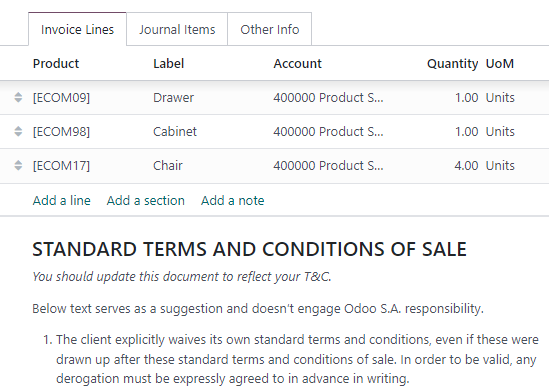 Invoice Lines Journal Items Other Info
Product Label Account Quantity UoM
[ECOM09] Drawer 400000 Product S... 1.00 Units
[ECOM98] Cabinet 400000 Product S... 1.00 Units
[ECOM17] Chair 400000 Product S... 4.00 Units
Add a line Add a section Add a note
STANDARD TERMS AND CONDITIONS OF SALE
You should update this document to reflect your T&C.
Below text serves as a suggestion and doesn't engage Odoo S.A. responsibility.
1. The client explicitly waives its own standard terms and conditions, even if these were
drawn up after these standard terms and conditions of sale. In order to be valid, any
derogation must be expressly agreed to in advance in writing.